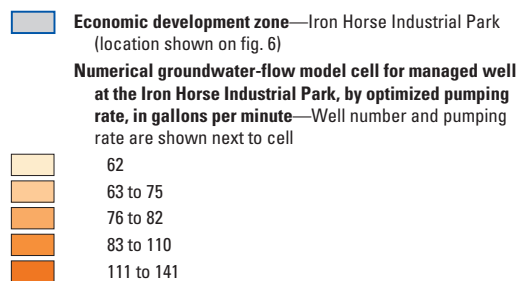 Economic development zone—Iron Horse Industrial Park
(location shown on fig. 6)
Numerical groundwater-flow model cell for managed well
at the Iron Horse Industrial Park, by optimized pumping
rate, in gallons per minute—Well number and pumping
rate are shown next to cell
62
63 to 75
76 to 82
83 to 110
111 to 141